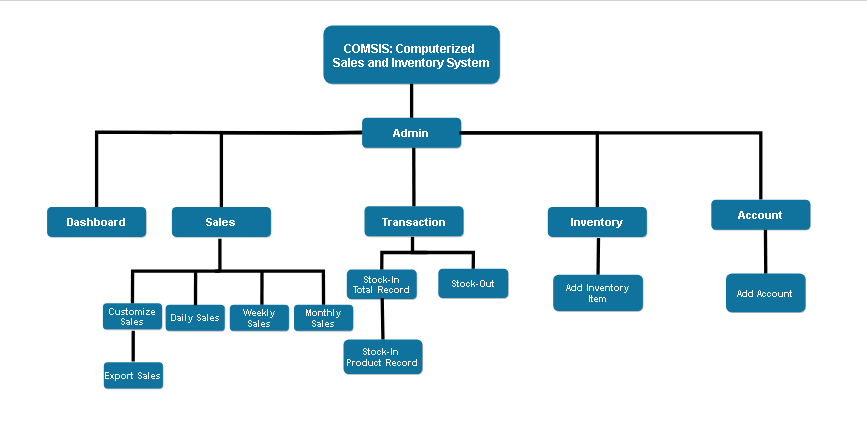 COMSIS: Computerized
Sales and Inventory System
Admin
Dashboard
Sales
Transaction
Inventory
Account
Stock-In
Total Record
Stock-Out
Add Inventory
Item
Add Account
Customize
Sales
Daily Sales
Weekly
Sales
Monthly
Sales
Stock-In
Product Record
Export Sales